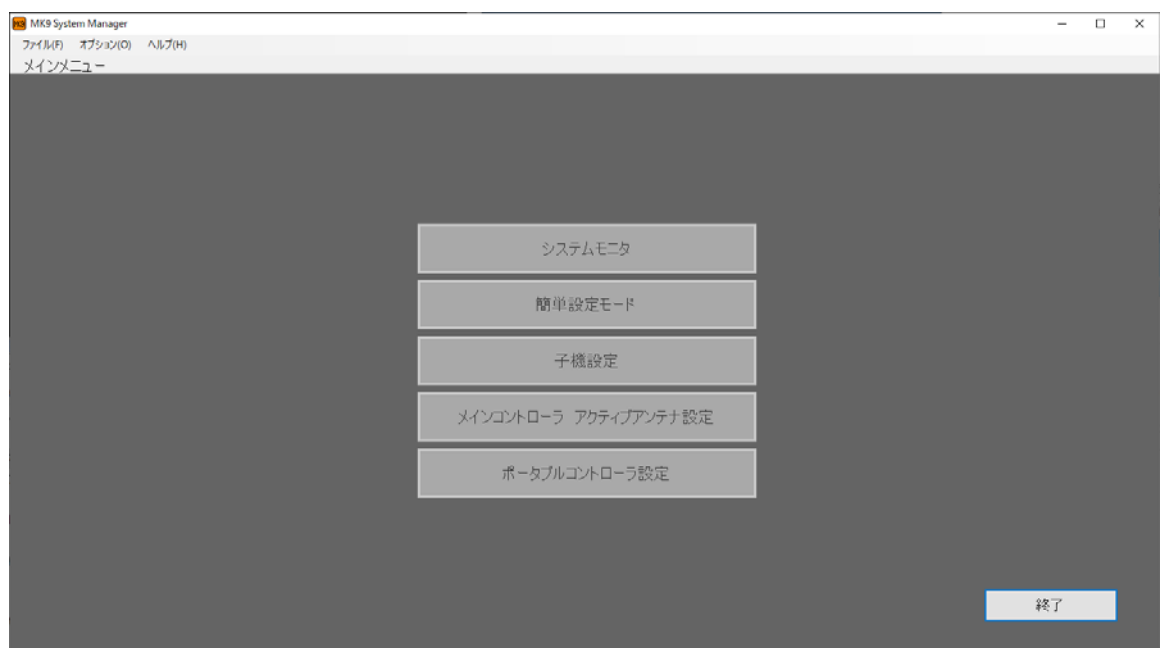 MK9 MK9 System Manager
ファイル(F) オプション(O) ヘルプ(H)
メインメニュー
システムモニタ
簡単設定モード
子機設定
メインコントローラ アクティブアンテナ設定
ポータブルコントローラ設定
終了